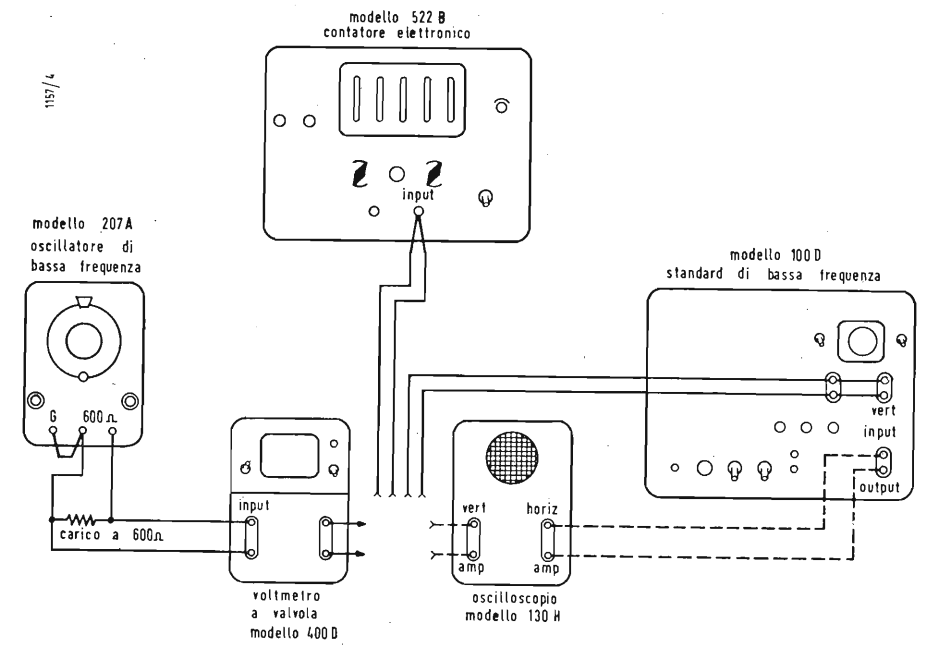 modello 522 B
contatore elettronico
1157/4
input
modello 207A
oscillatore di
bassa frequenza
G 600 Ω
carico a 600Ω
input
voltmetro
a valvola
modello 400 D
vert horiz
amp amp
oscilloscopio
modello 130 H
modello 100 D
standard di bassa frequenza
vert
input
output